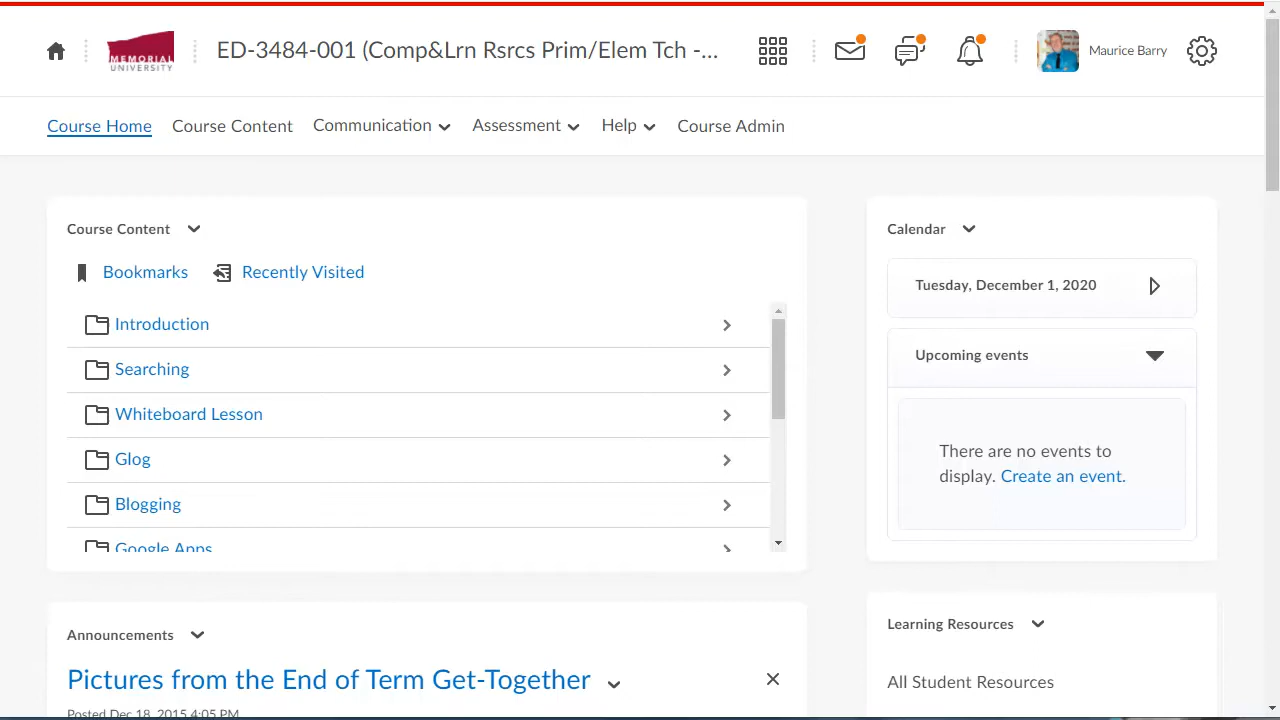 MEMORIAL
UNIVERSITY
ED-3484-001 (Comp&Lrn Rsrcs Prim/Elem Tch -...
Maurice Barry
Course Home
Course Content
Communication
Assessment
Help
Course Admin
Course Content
Bookmarks
Recently Visited
Introduction
Searching
Whiteboard Lesson
Glog
Blogging
Google Apps
Calendar
Tuesday, December 1, 2020
Upcoming events
There are no events to
display. Create an event.
Announcements
Pictures from the End of Term Get-Together
Posted Dec 18, 2015 4:05 PM
Learning Resources
All Student Resources